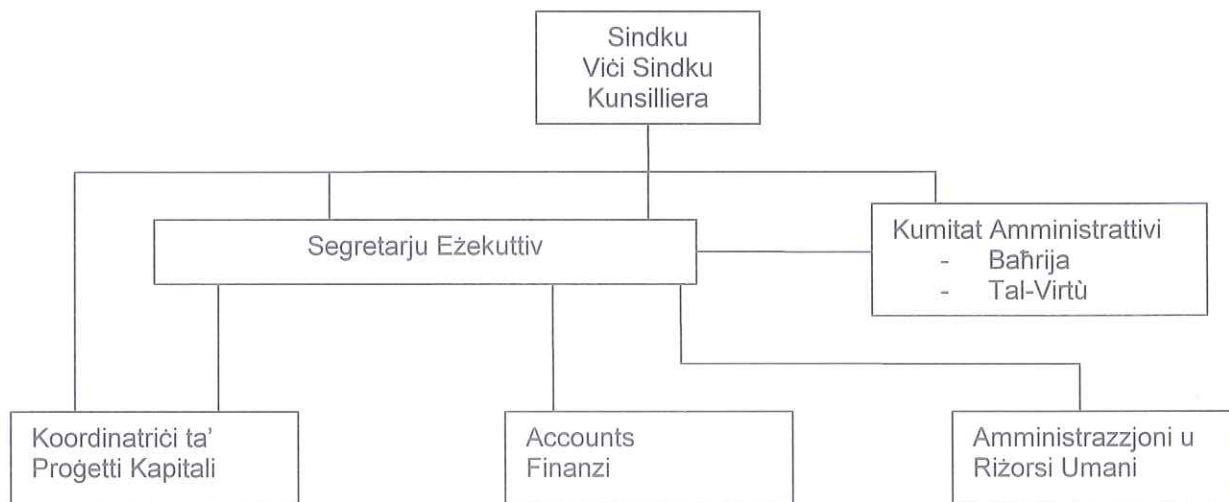 Sindku
Viċi Sindku
Kunsilliera
Segretarju Eżekuttiv
Kumitat Amministrattivi
- Baħrija
- Tal-Virtù
Koordinatriċi ta'
Proġetti Kapitali
Accounts
Finanzi
Amministrazzjoni u
Riżorsi Umani